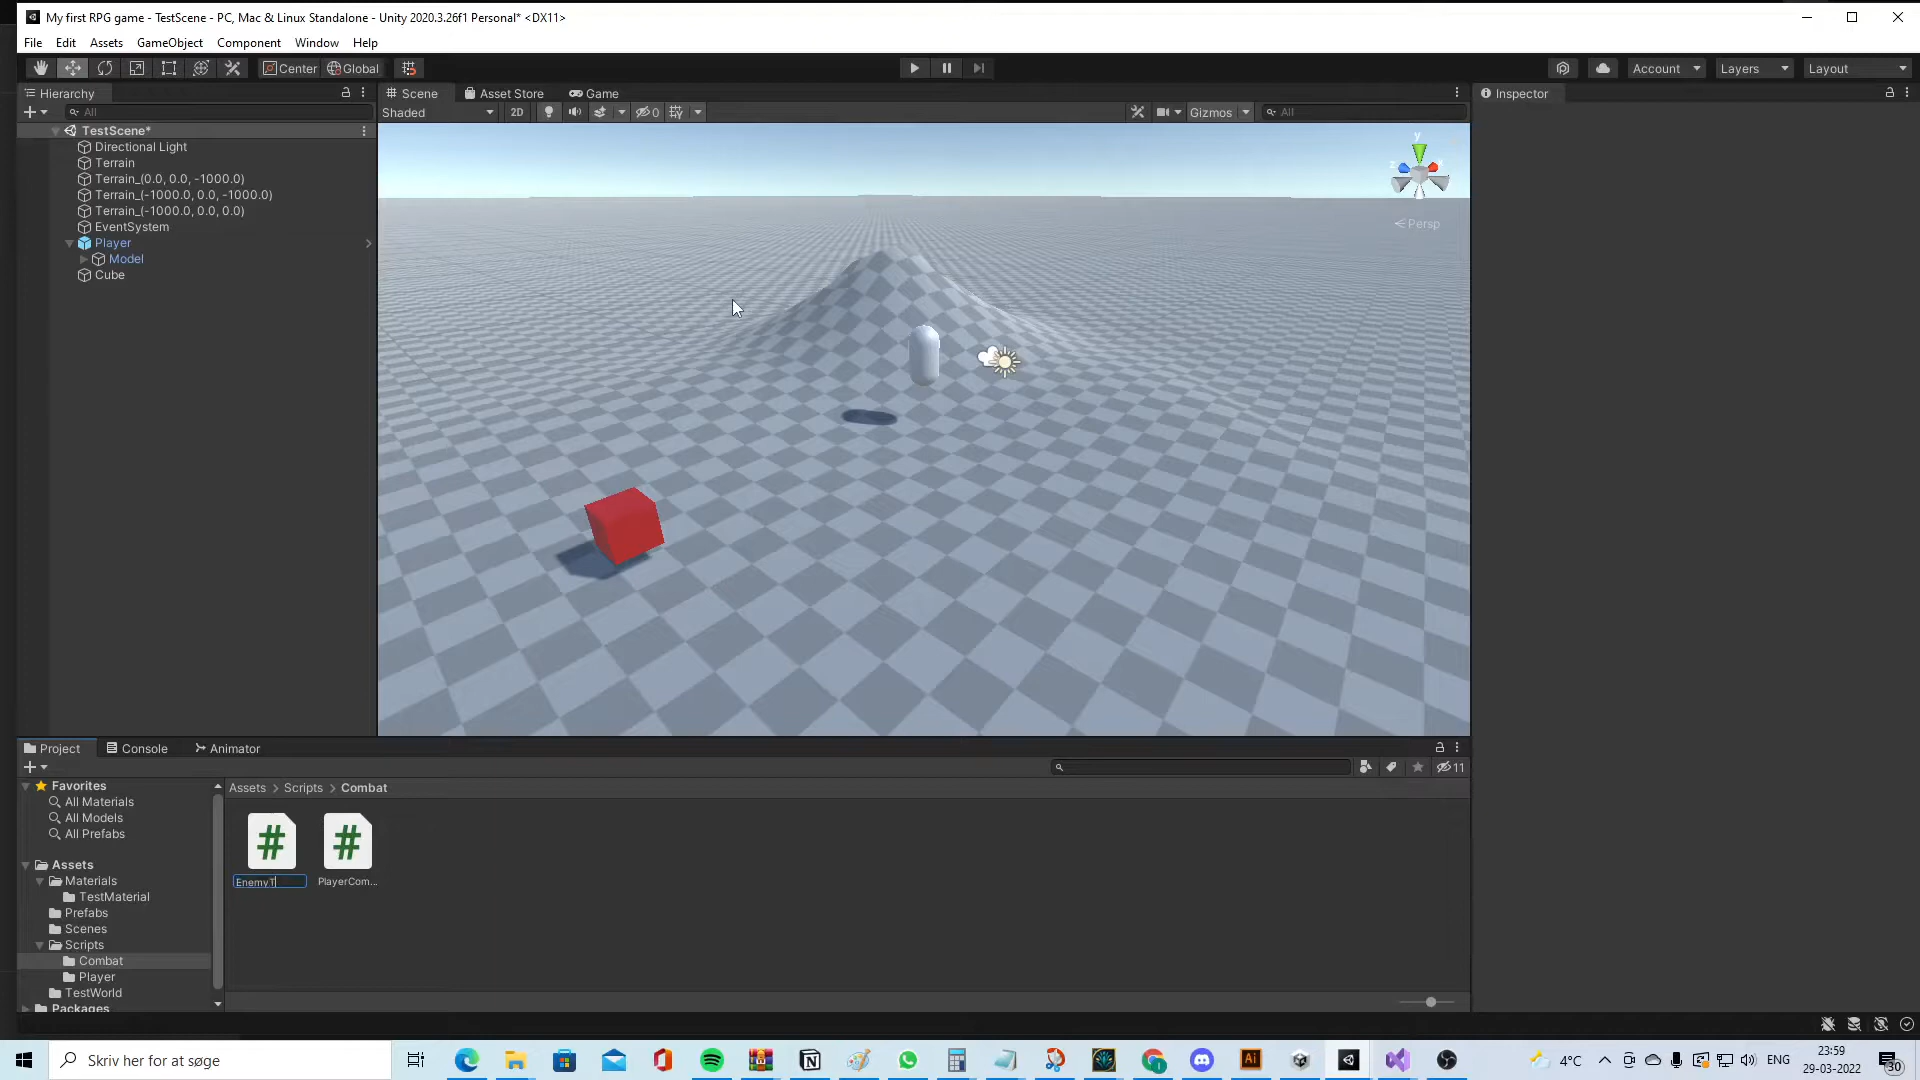 My first RPG game - TestScene - PC, Mac & Linux Standalone - Unity 2020.3.26f1 Personal* <DX11>
File Edit Assets GameObject Component Window Help
Center Global Account Layers Layout
Hierarchy
All
TestScene*
Directional Light
Terrain
Terrain_(0.0, 0.0, -1000.0)
Terrain_(-1000.0, 0.0, -1000.0)
Terrain_(-1000.0, 0.0, 0.0)
EventSystem
Player
Model
Cube
Scene Asset Store Game
Shaded 2D 0 Gizmos All
y
z
Persp
Inspector
Project Console Animator
11
Favorites
All Materials
All Models
All Prefabs
Assets
Materials
TestMaterial
Prefabs
Scenes
Scripts
Combat
Player
TestWorld
Packages
Assets > Scripts > Combat
# #
EnemyT PlayerCom...
Skriv her for at søge
N Ai
4°C ENG 23:59
29-03-2022
30